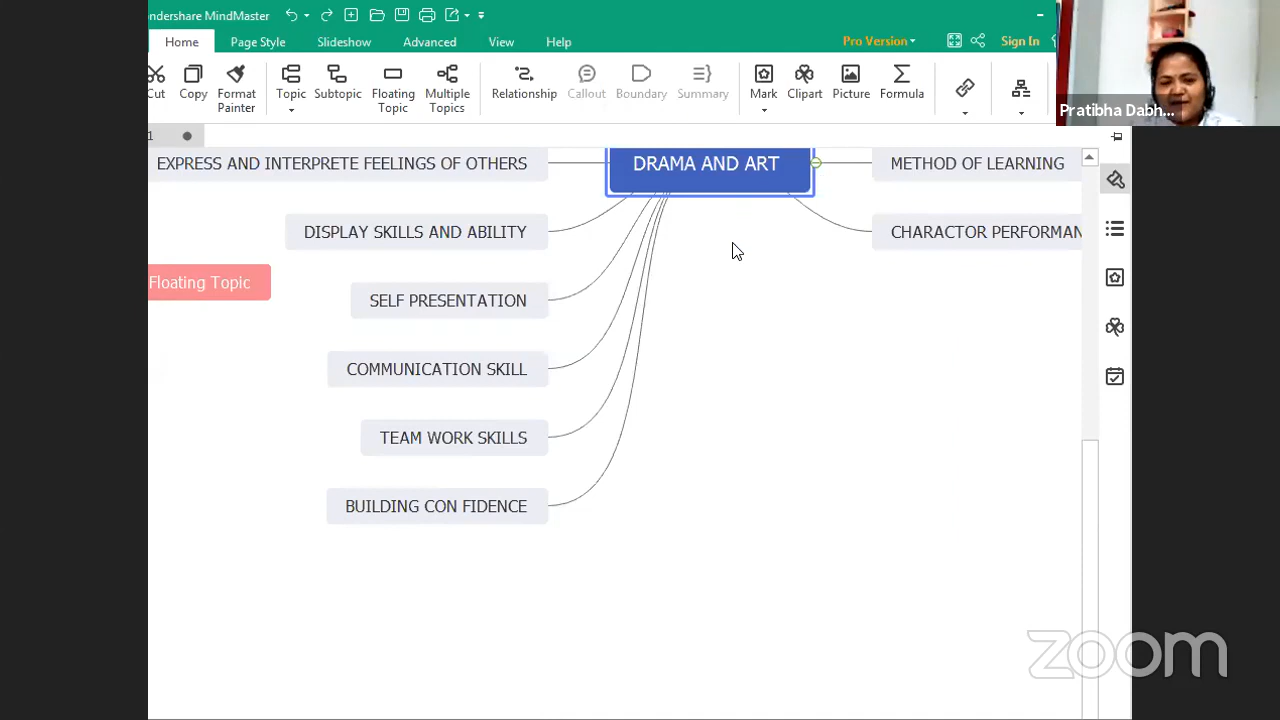 ndershare MindMaster
Home Page Style Slideshow Advanced View Help Pro Version Sign In
Cut Copy Format Painter Topic Subtopic Floating Topic Multiple Topics Relationship Callout Boundary Summary Mark Clipart Picture Formula
Pratibha Dabh...
1
EXPRESS AND INTERPRETE FEELINGS OF OTHERS
DRAMA AND ART
METHOD OF LEARNING
DISPLAY SKILLS AND ABILITY
CHARACTOR PERFORMAN
Floating Topic
SELF PRESENTATION
COMMUNICATION SKILL
TEAM WORK SKILLS
BUILDING CON FIDENCE
zoom